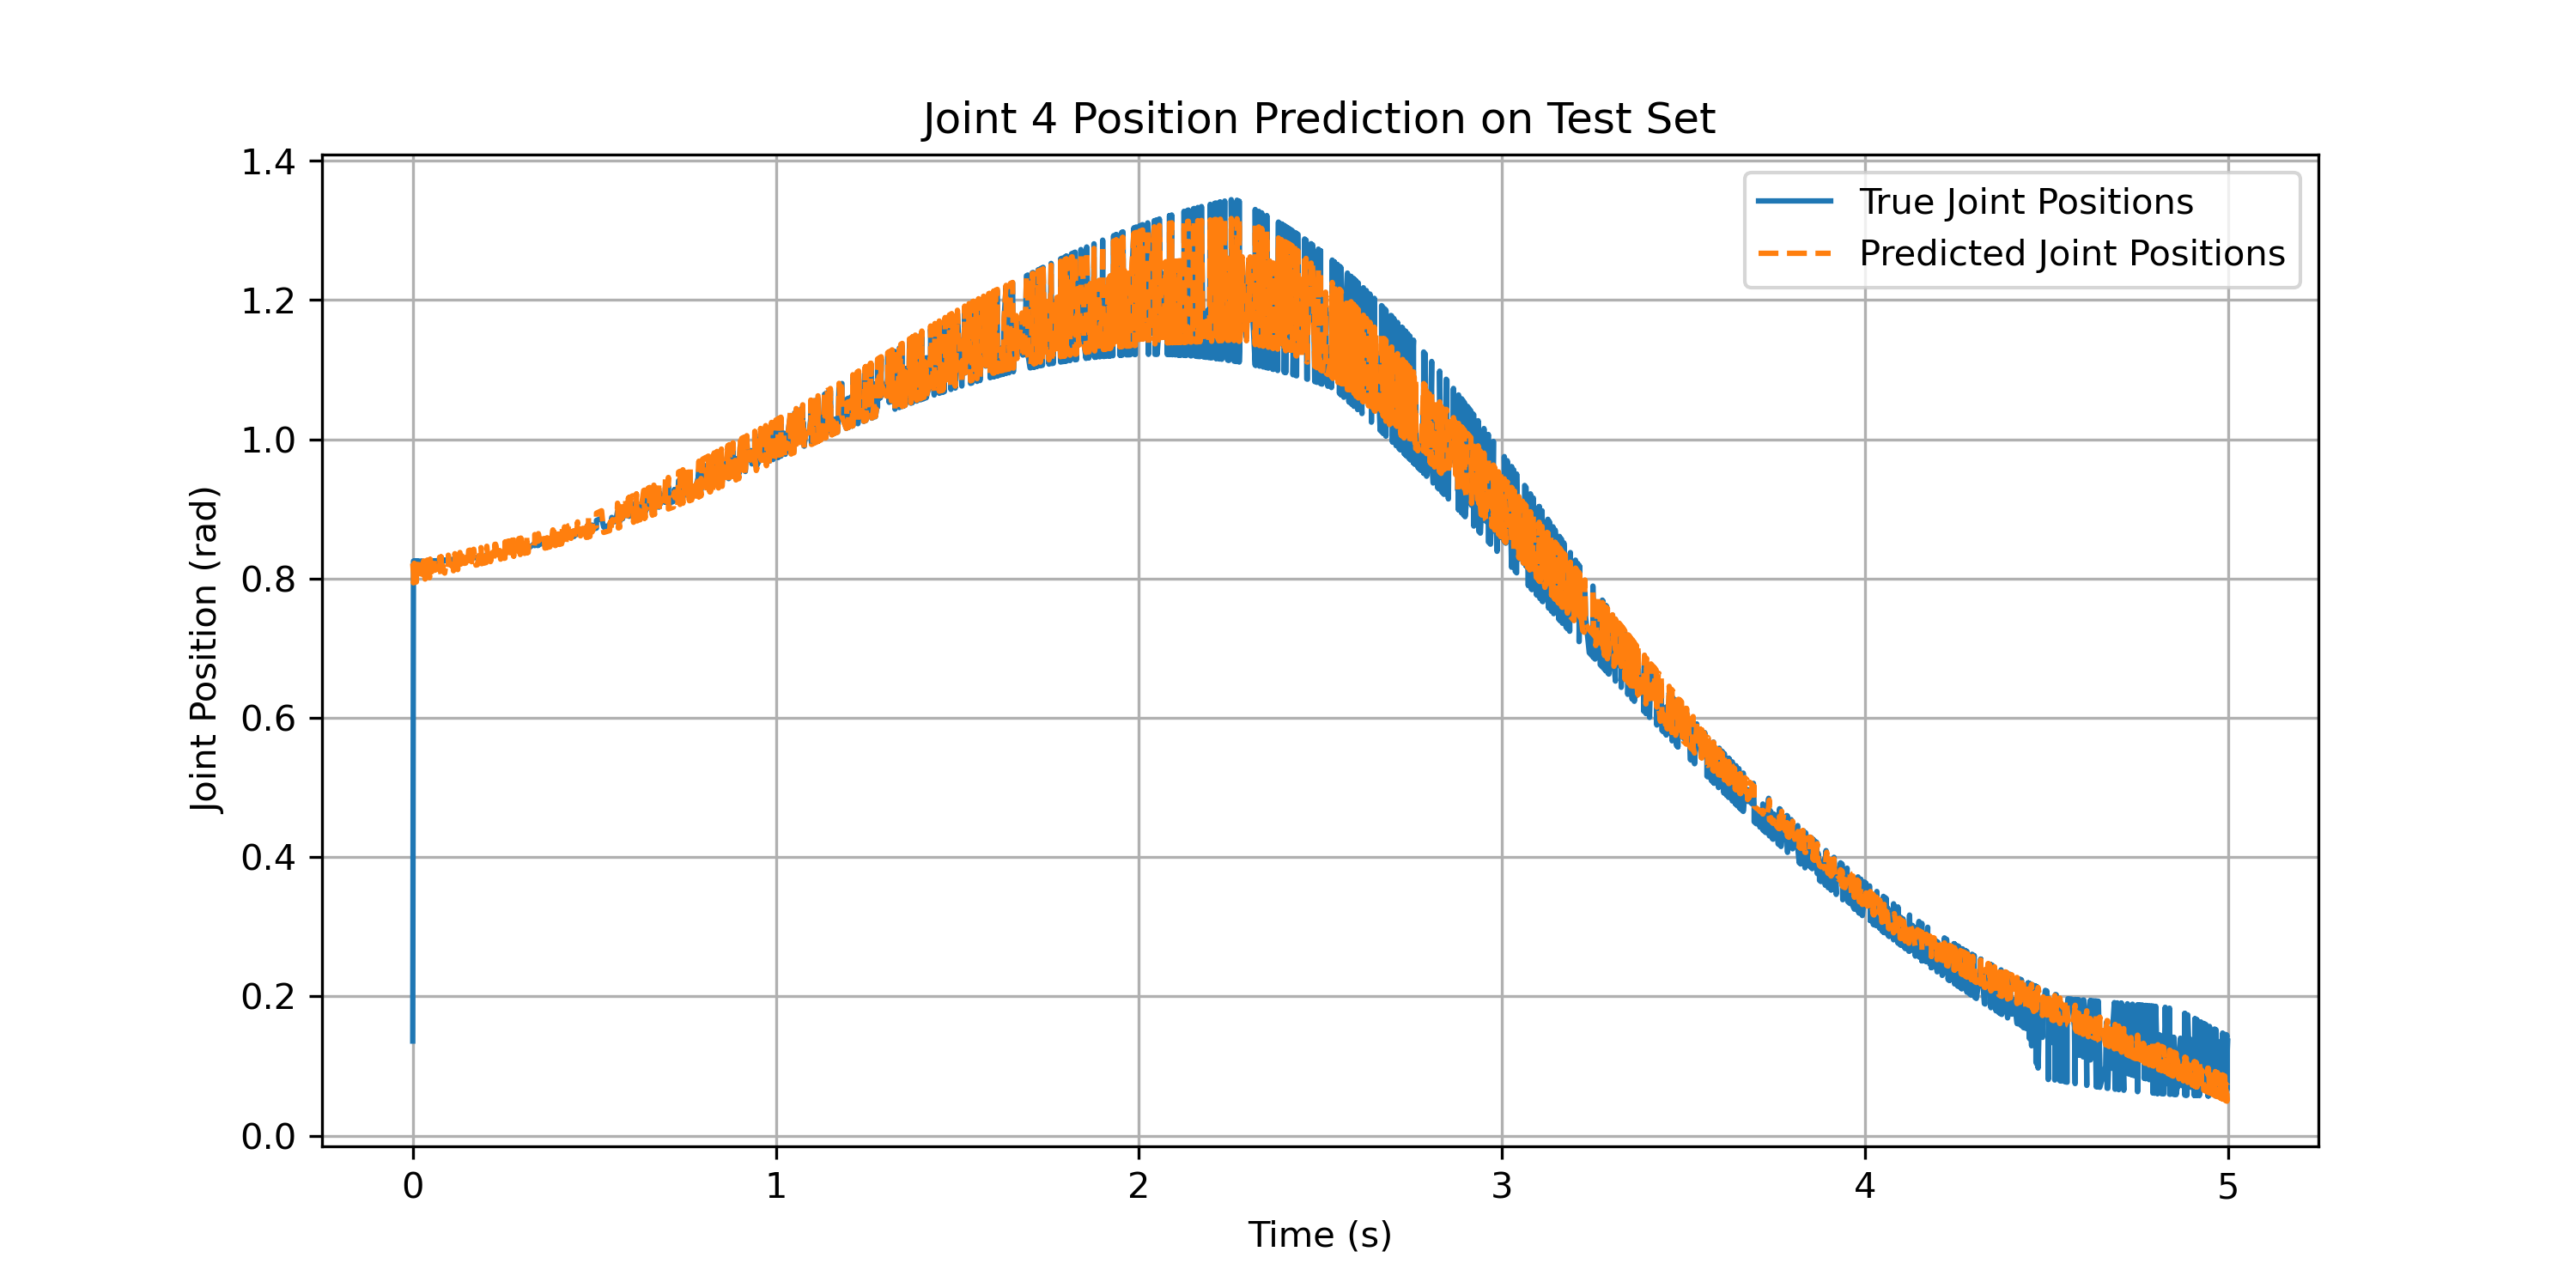 Joint 4 Position Prediction on Test Set
True Joint Positions
Predicted Joint Positions
Joint Position (rad)
1.4
1.2
1.0
0.8
0.6
0.4
0.2
0.0
0 1 2 3 4 5
Time (s)